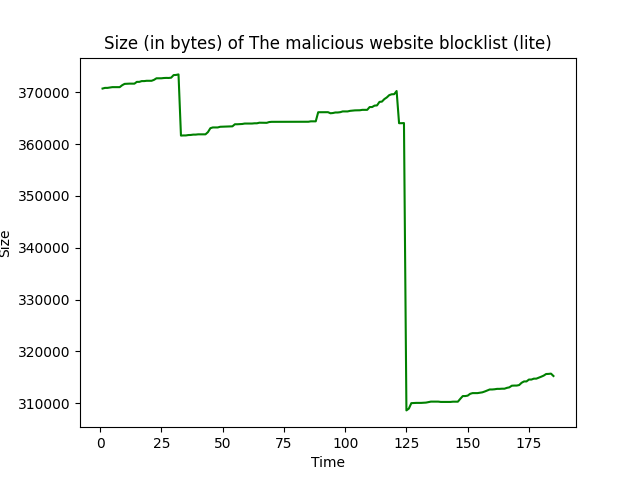 Size (in bytes) of The malicious website blocklist (lite)
370000
360000
350000
340000
330000
320000
310000
Size
0 25 50 75 100 125 150 175
Time